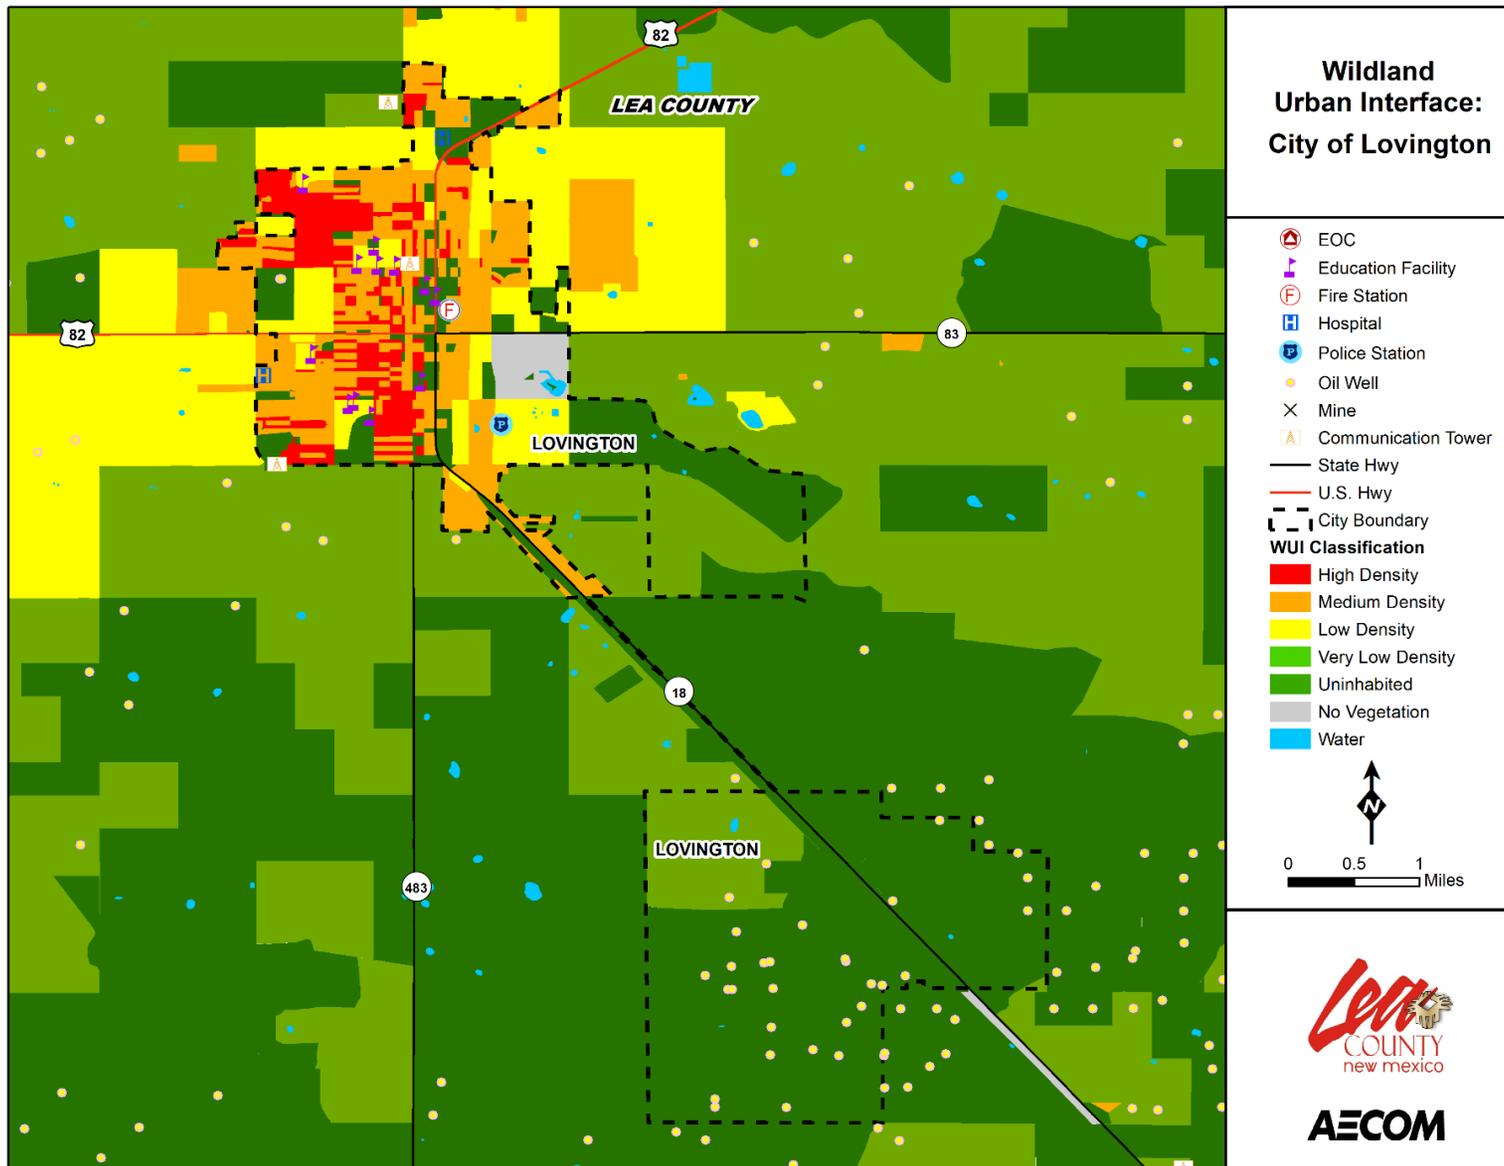 82
LEA COUNTY
82
83
F
P
LOVINGTON
18
LOVINGTON
483
Wildland
Urban Interface:
City of Lovington
EOC
Education Facility
F Fire Station
H Hospital
P Police Station
Oil Well
Mine
Communication Tower
State Hwy
U.S. Hwy
City Boundary
WUI Classification
High Density
Medium Density
Low Density
Very Low Density
Uninhabited
No Vegetation
Water
N
0 0.5 1
Miles
Lea
COUNTY
new mexico
AECOM